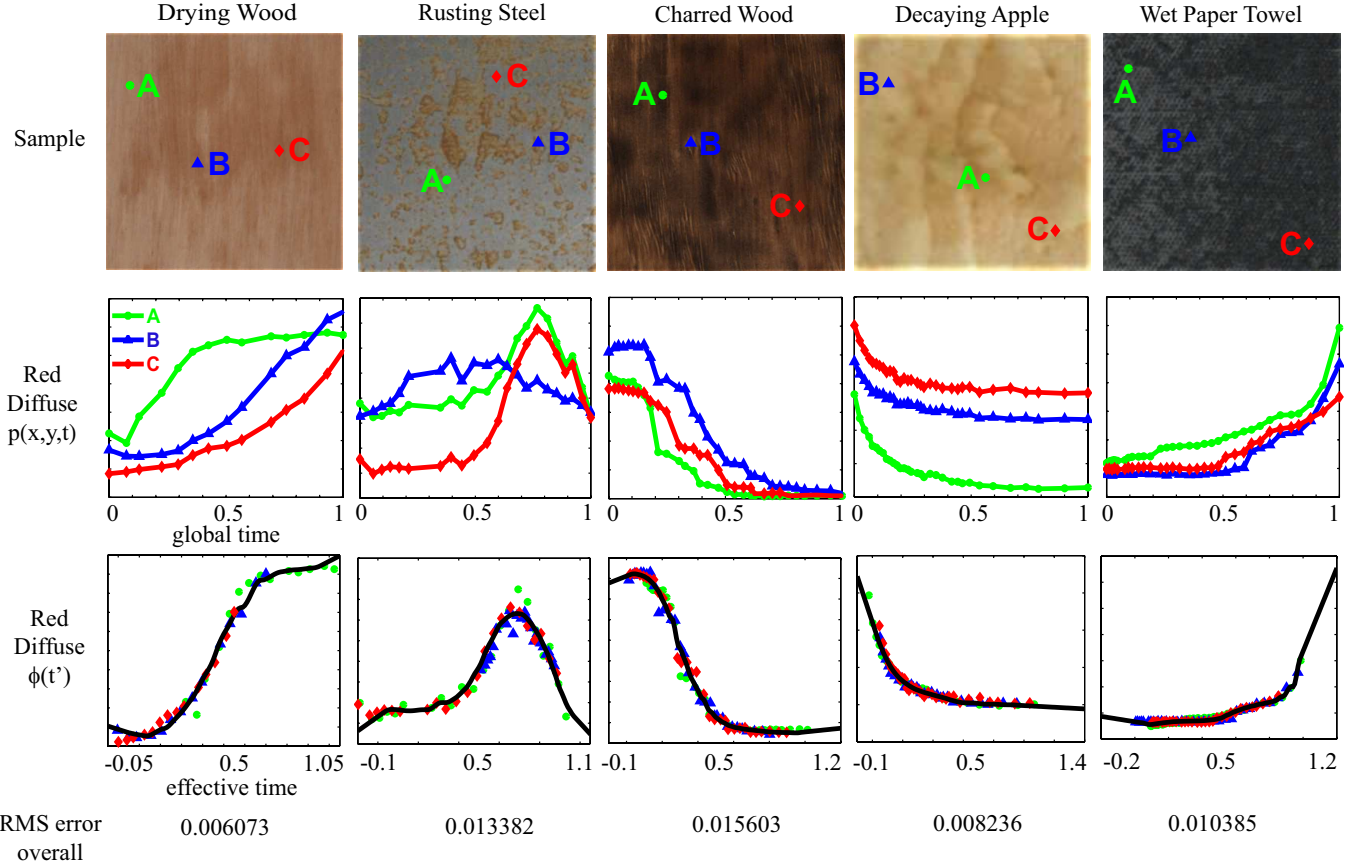 Drying Wood Rusting Steel Charred Wood Decaying Apple Wet Paper Towel
Sample
A B C
C B A
A B C
B A C
A B C
Red
Diffuse
p(x,y,t)
A
B
C
0 0.5 1 0 0.5 1 0 0.5 1 0 0.5 1 0 0.5 1
global time
Red
Diffuse
ϕ(t’)
-0.05 0.5 1.05 -0.1 0.5 1.1 -0.1 0.5 1.2 -0.1 0.5 1.4 -0.2 0.5 1.2
effective time
RMS error
overall
0.006073 0.013382 0.015603 0.008236 0.010385